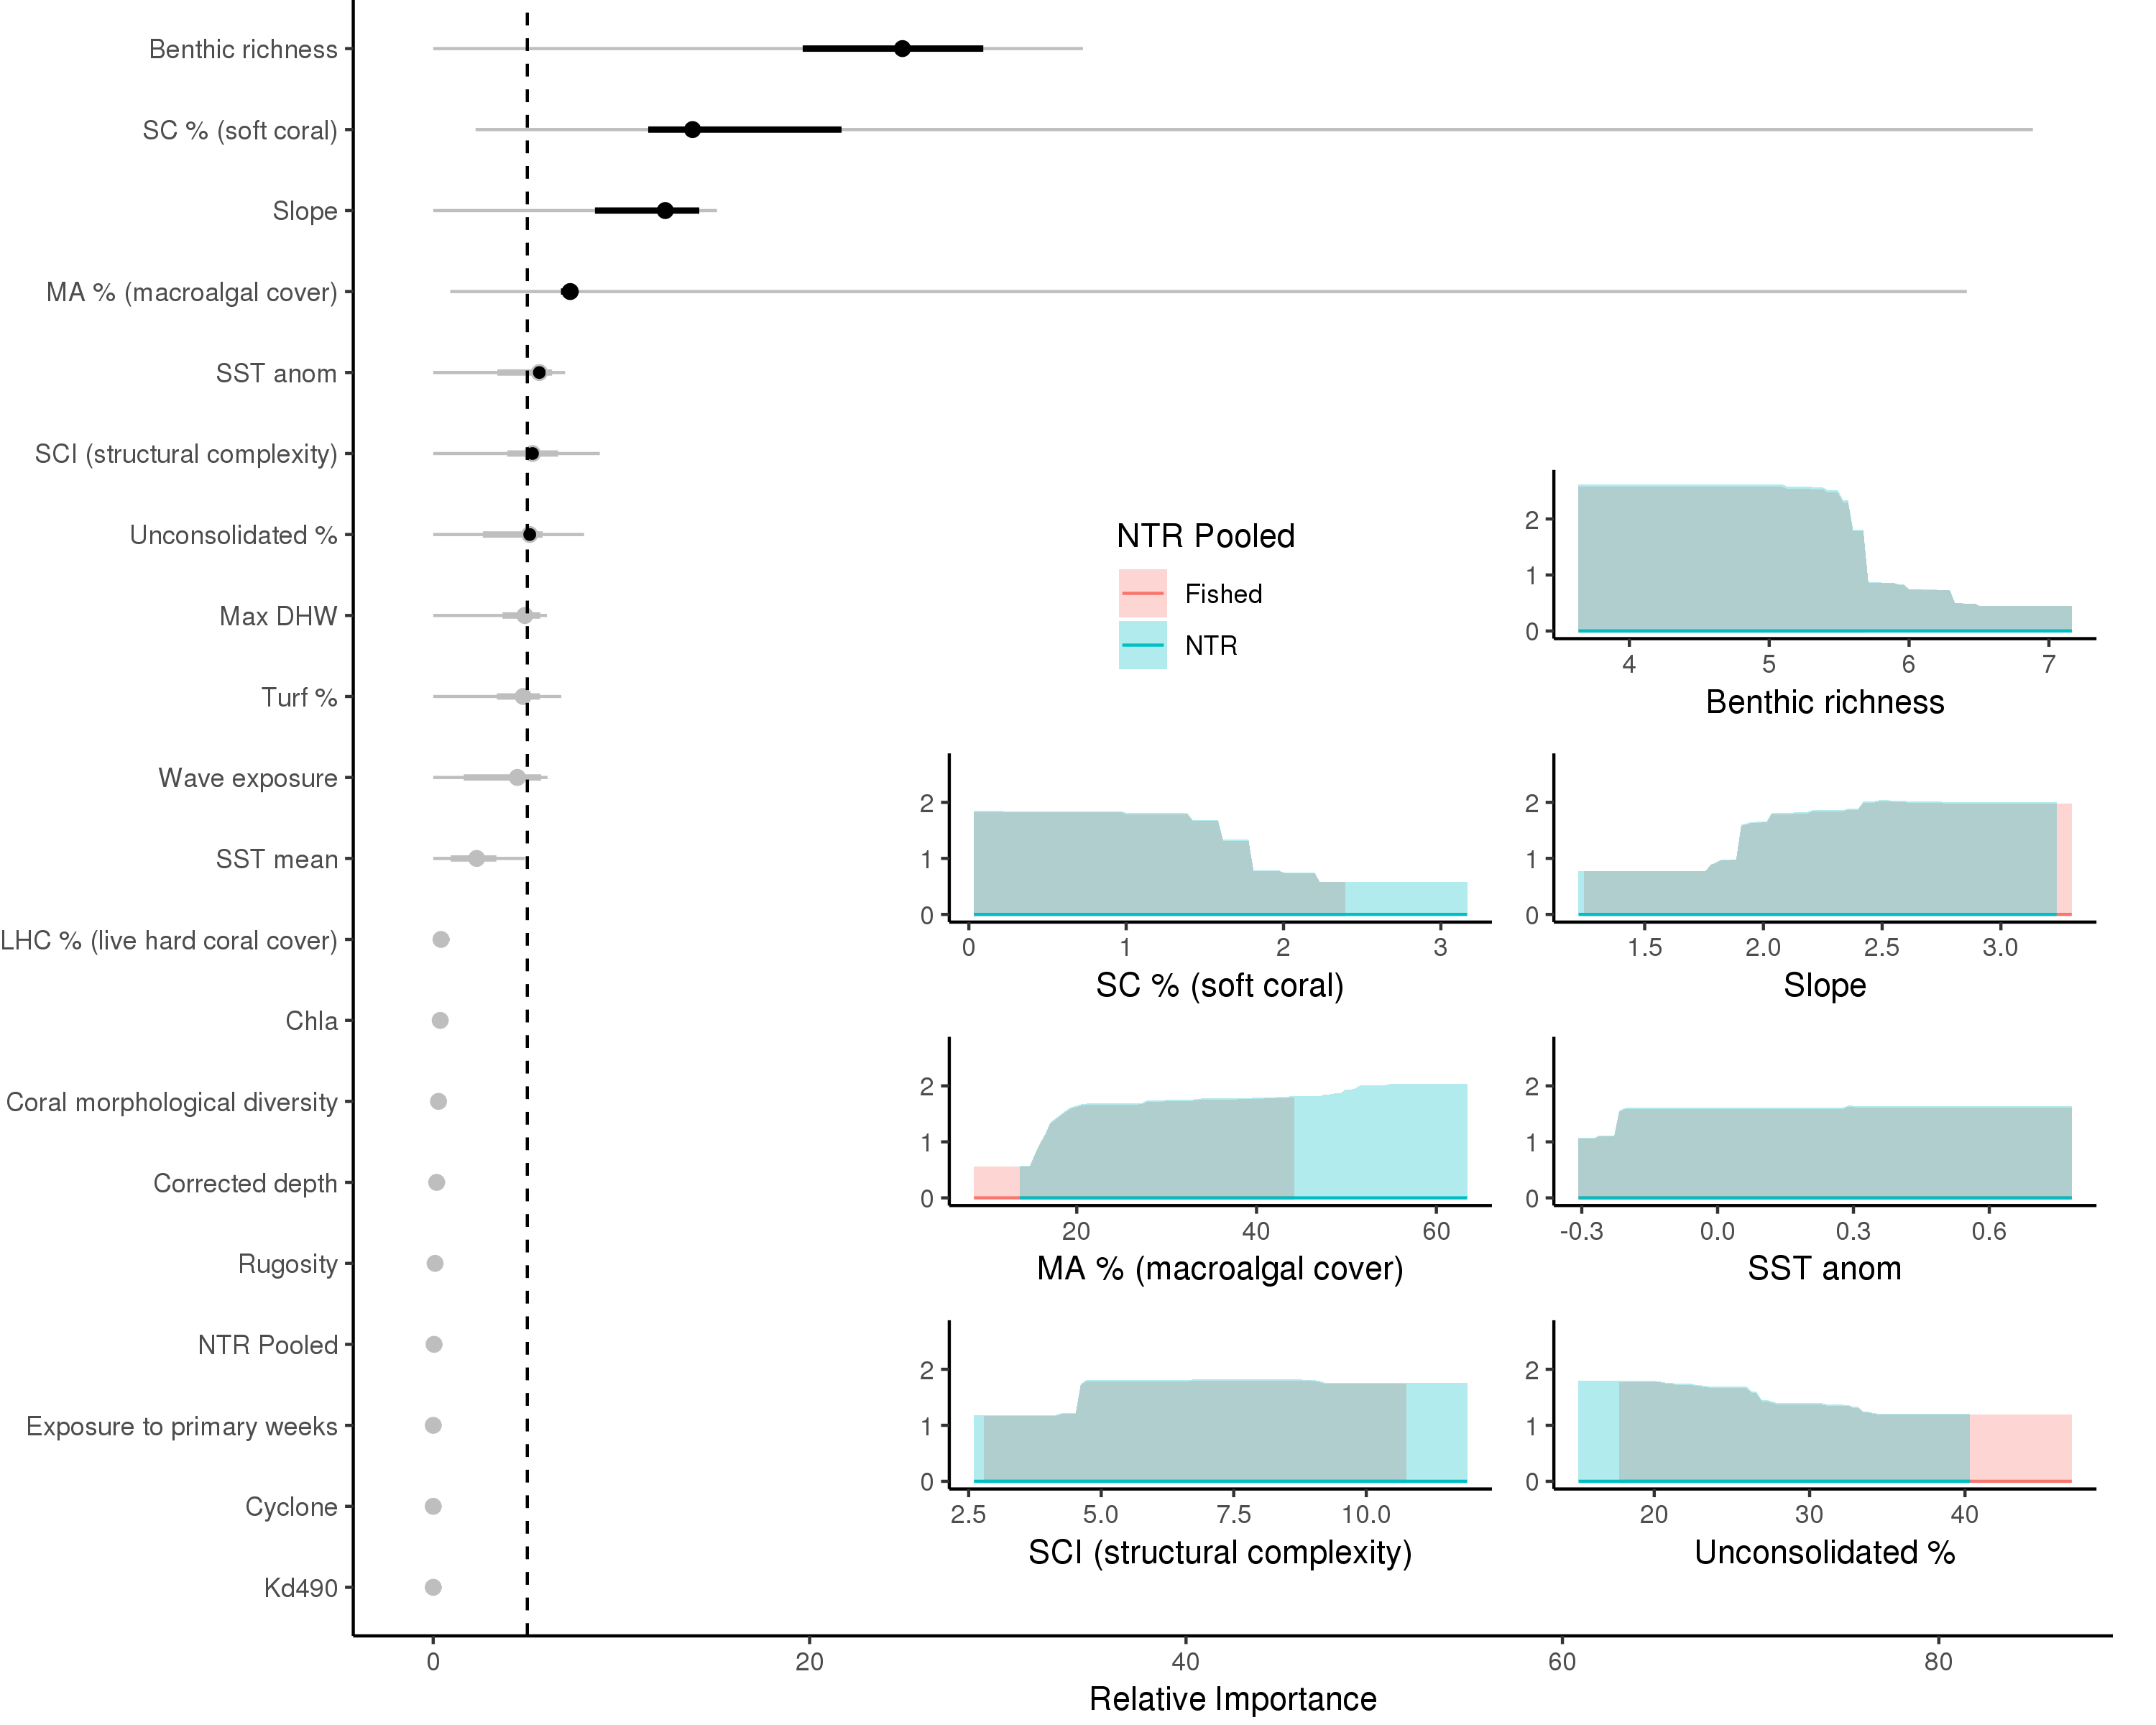 Benthic richness
SC % (soft coral)
Slope
MA % (macroalgal cover)
SST anom
SCI (structural complexity)
Unconsolidated %
Max DHW
Turf %
Wave exposure
SST mean
LHC % (live hard coral cover)
Chla
Coral morphological diversity
Corrected depth
Rugosity
NTR Pooled
Exposure to primary weeks
Cyclone
Kd490
0 20 40 60 80
Relative Importance
NTR Pooled
Fished
NTR
2
1
0
4 5 6 7
Benthic richness
2
1
0
0 1 2 3
SC % (soft coral)
2
1
0
1.5 2.0 2.5 3.0
Slope
2
1
0
20 40 60
MA % (macroalgal cover)
2
1
0
-0.3 0.0 0.3 0.6
SST anom
2
1
0
2.5 5.0 7.5 10.0
SCI (structural complexity)
2
1
0
20 30 40
Unconsolidated %